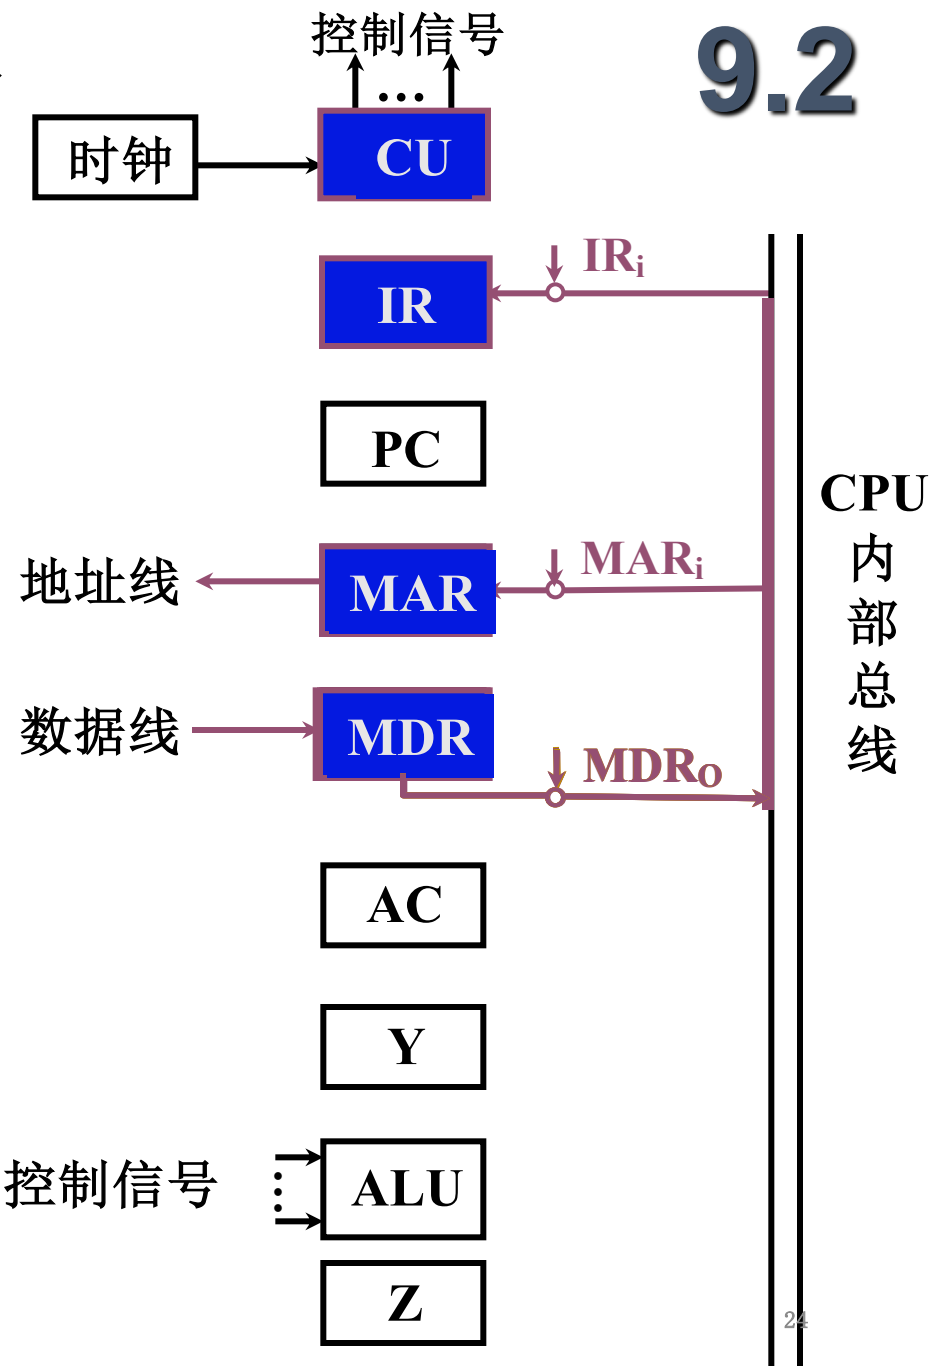 控制信号
9.2
…
时钟
CU
IR
IRi
PC
CPU
内
部
总
线
地址线
MAR
MARi
数据线
MDR
MDRO
AC
Y
控制信号
ALU
Z
24